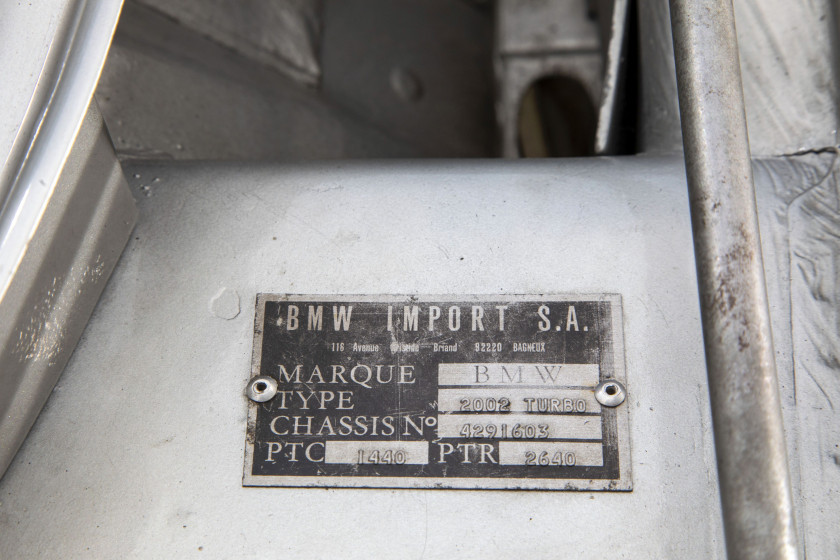 BMW IMPORT S.A.
116 Avenue Aristide Briand 92220 BAGNEUX
MARQUE BMW
TYPE 2002 TURBO
CHASSIS No 4291603
PTC 1440 PTR 2640